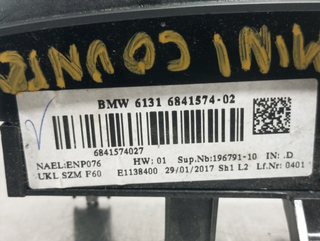 MINI COUNTR
BMW 6131 6841574-02
6841574027
NAEL:ENP076 HW: 01 Sup.Nb:196791-10 IN: .D
UKL SZM F60 E1138400 29/01/2017 Sb1 L2 Lf.Nr: 0401